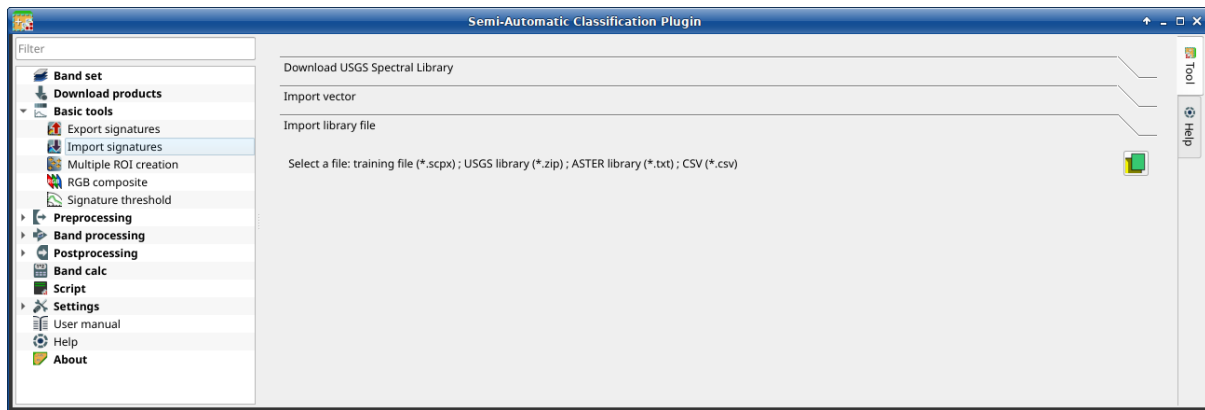 Semi-Automatic Classification Plugin
Filter
Band set
Download products
Basic tools
Export signatures
Import signatures
Multiple ROI creation
RGB composite
Signature threshold
Preprocessing
Band processing
Postprocessing
Band calc
Script
Settings
User manual
Help
About
Download USGS Spectral Library
Import vector
Import library file
Select a file: training file (*.scpx) ; USGS library (*.zip) ; ASTER library (*.txt) ; CSV (*.csv)
Tool
Help